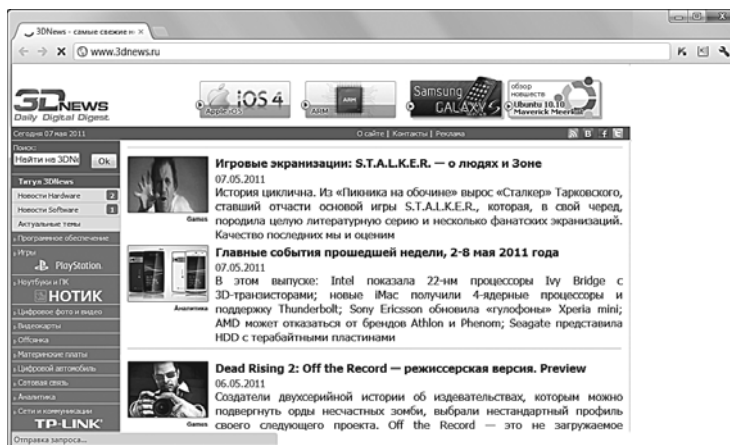 3DNews - самые свежие н
www.3dnews.ru
3DNEWS
Daily Digital Digest
Apple iOS
iOS 4
ARM
ARM
Samsung
GALAXY S
обзор
новшеств
Ubuntu 10.10
Maverick Meerkat
Сегодня 07 мая 2011
О сайте | Контакты | Реклама
Поиск:
Найти на 3DN
Ok
Титул 3DNews
Новости Hardware 2
Новости Software 1
Актуальные темы
Программное обеспечение
Игры
PlayStation
Ноутбуки и ПК
НОТИК
Цифровое фото и видео
Видеокарты
Offсянка
Материнские платы
Цифровой автомобиль
Сотовая связь
Аналитика
Сети и коммуникации
TP-LINK
Отправка запроса...
Игровые экранизации: S.T.A.L.K.E.R. — о людях и Зоне
07.05.2011
История циклична. Из «Пикника на обочине» вырос «Сталкер» Тарковского,
ставший отчасти основой игры S.T.A.L.K.E.R., которая, в свой черед,
породила целую литературную серию и несколько фанатских экранизаций.
Качество последних мы и оценим
Games
Главные события прошедшей недели, 2-8 мая 2011 года
07.05.2011
В этом выпуске: Intel показала 22-нм процессоры Ivy Bridge с
3D-транзисторами; новые iMac получили 4-ядерные процессоры и
поддержку Thunderbolt; Sony Ericsson обновила «гулофоны» Xperia mini;
AMD может отказаться от брендов Athlon и Phenom; Seagate представила
HDD с терабайтными пластинами
Аналитика
Dead Rising 2: Off the Record — режиссерская версия. Preview
06.05.2011
Создатели двухсерийной истории об издевательствах, которым можно
подвергнуть орды несчастных зомби, выбрали нестандартный профиль
своего следующего проекта. Off the Record — это не загружаемое
Games